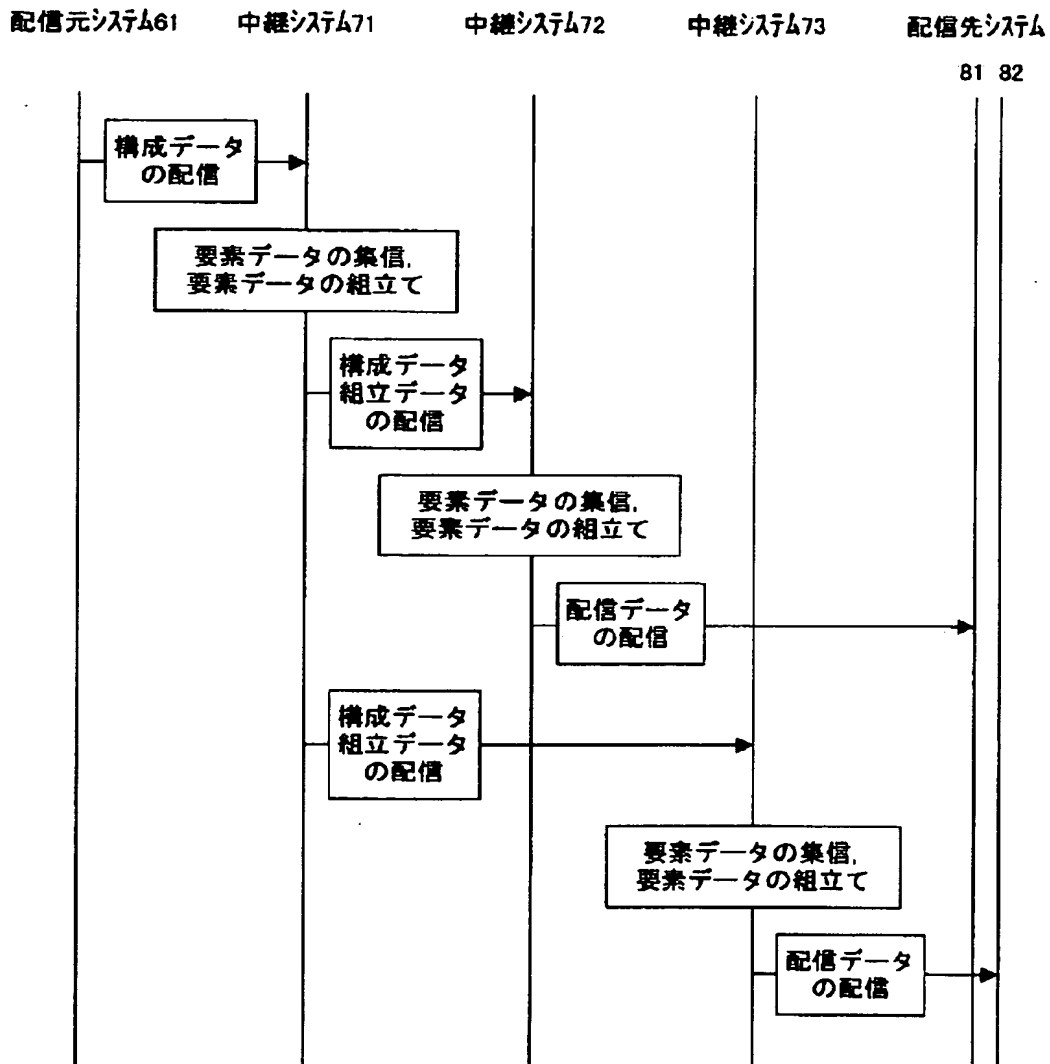 配信元システム61 中継システム71 中継システム72 中継システム73 配信先システム
81 82
構成データ
の配信
要素データの集信,
要素データの組立て
構成データ
組立データ
の配信
要素データの集信,
要素データの組立て
配信データ
の配信
構成データ
組立データ
の配信
要素データの集信,
要素データの組立て
配信データ
の配信